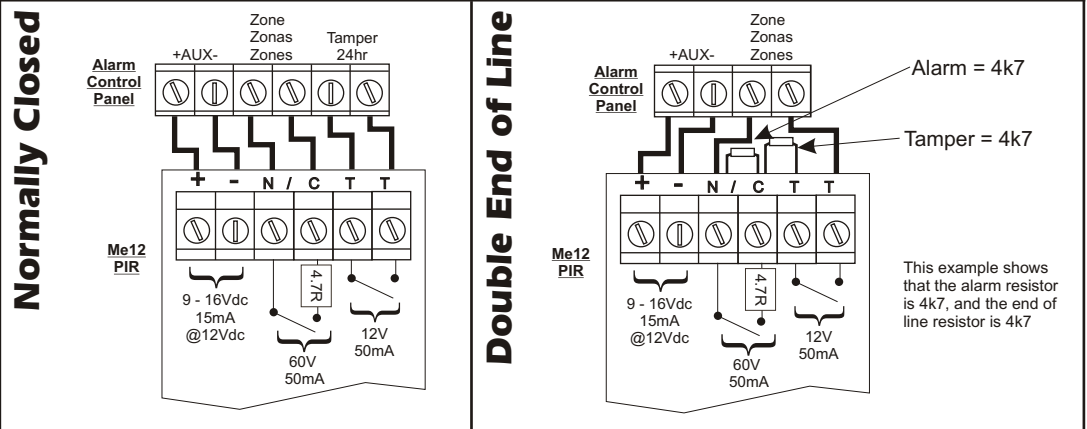 Normally Closed
Alarm
Control
Panel
+AUX-
Zone
Zonas
Zones
Tamper
24hr
+ - N / C T T
Me12
PIR
4.7R
9 - 16Vdc
15mA
@12Vdc
60V
50mA
12V
50mA
Double End of Line
Alarm
Control
Panel
+AUX-
Zone
Zonas
Zones
Alarm = 4k7
Tamper = 4k7
+ - N / C T T
Me12
PIR
4.7R
9 - 16Vdc
15mA
@12Vdc
60V
50mA
12V
50mA
This example shows
that the alarm resistor
is 4k7, and the end of
line resistor is 4k7